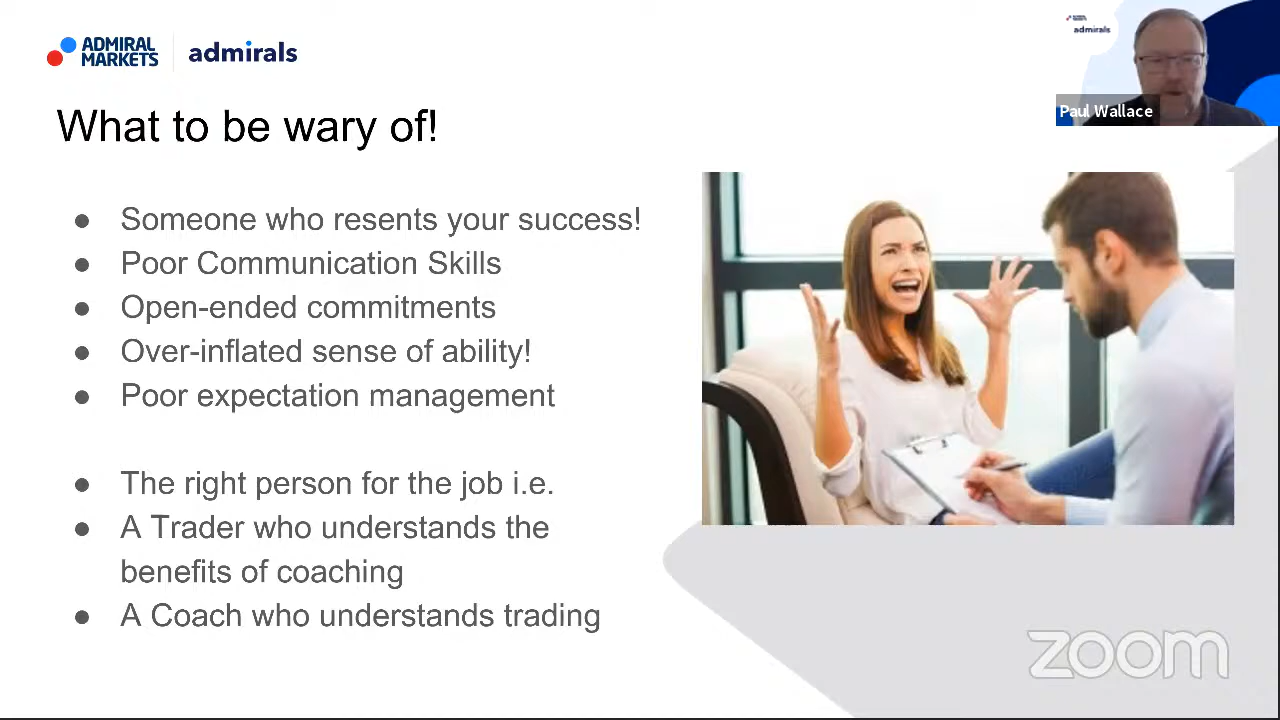 ADMIRAL
MARKETS
admirals
admirals
Paul Wallace
What to be wary of!
● Someone who resents your success!
● Poor Communication Skills
● Open-ended commitments
● Over-inflated sense of ability!
● Poor expectation management
● The right person for the job i.e.
● A Trader who understands the
benefits of coaching
● A Coach who understands trading
zoom